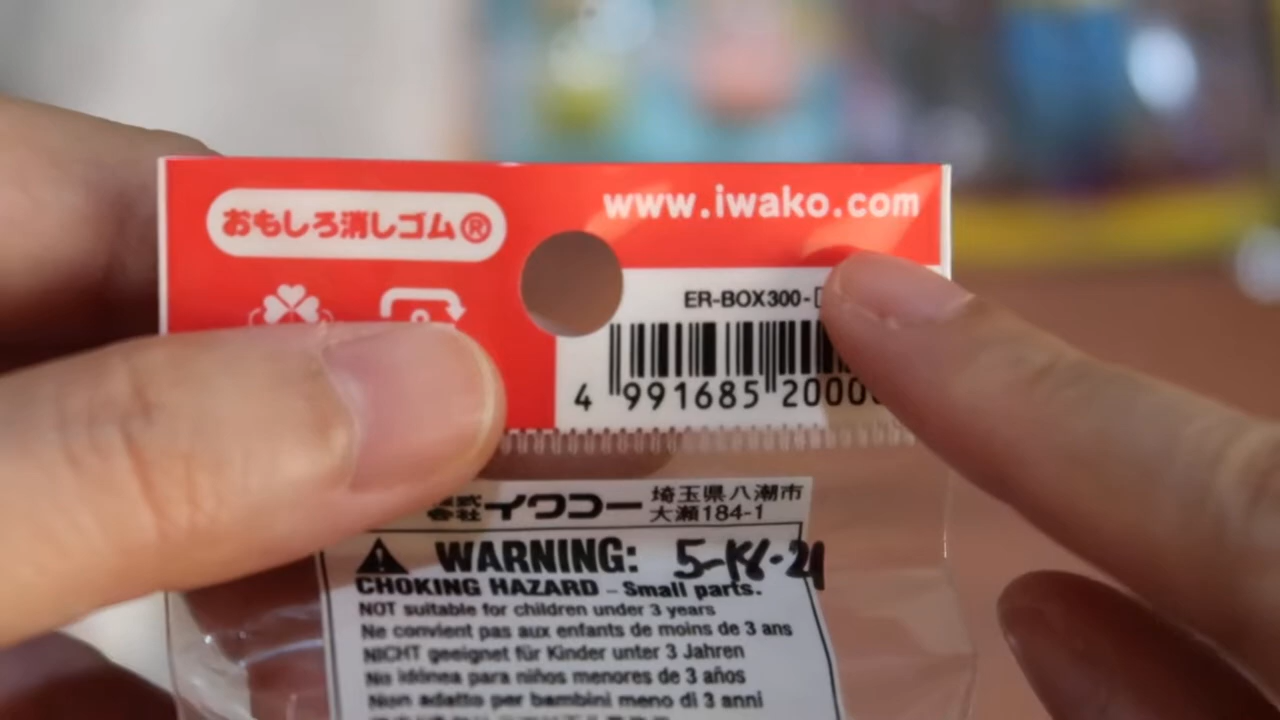 おもしろ消しゴム®
www.iwako.com
ER-BOX300-
4 991685 2000
株式会社 イワコー 埼玉県八潮市
大瀬184-1
WARNING:
CHOKING HAZARD – Small parts.
NOT suitable for children under 3 years
Ne convient pas aux enfants de moins de 3 ans
NICHT geeignet für Kinder unter 3 Jahren
No idónea para niños menores de 3 años
Non adatto per bambini meno di 3 anni